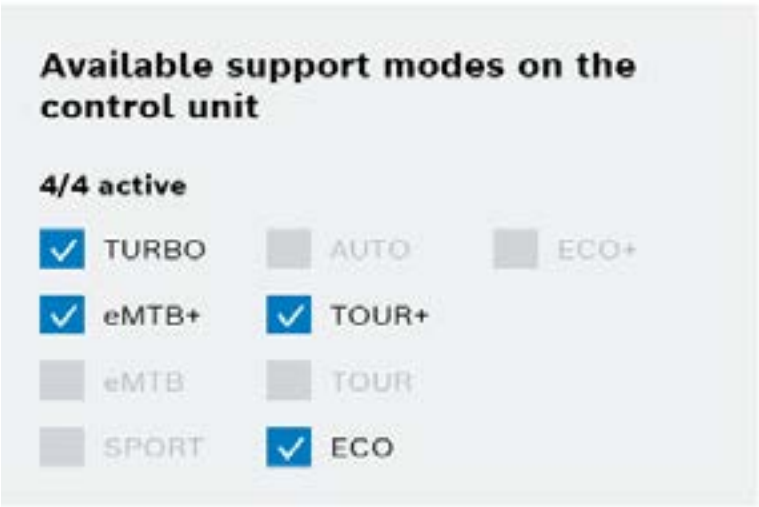 Available support modes on the
control unit
4/4 active
TURBO AUTO ECO+
eMTB+ TOUR+
eMTB TOUR
SPORT ECO